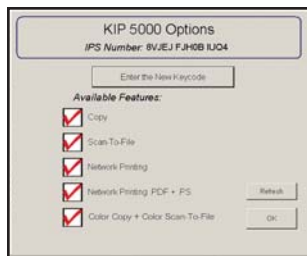 KIP 5000 Options
IPS Number: 8VJEJ FJH0B IUQ4
Enter the New Keycode
Available Features:
Copy
Scan-To-File
Network Printing
Network Printing PDF + .PS
Refresh
Color Copy + Color Scan-To-File
OK